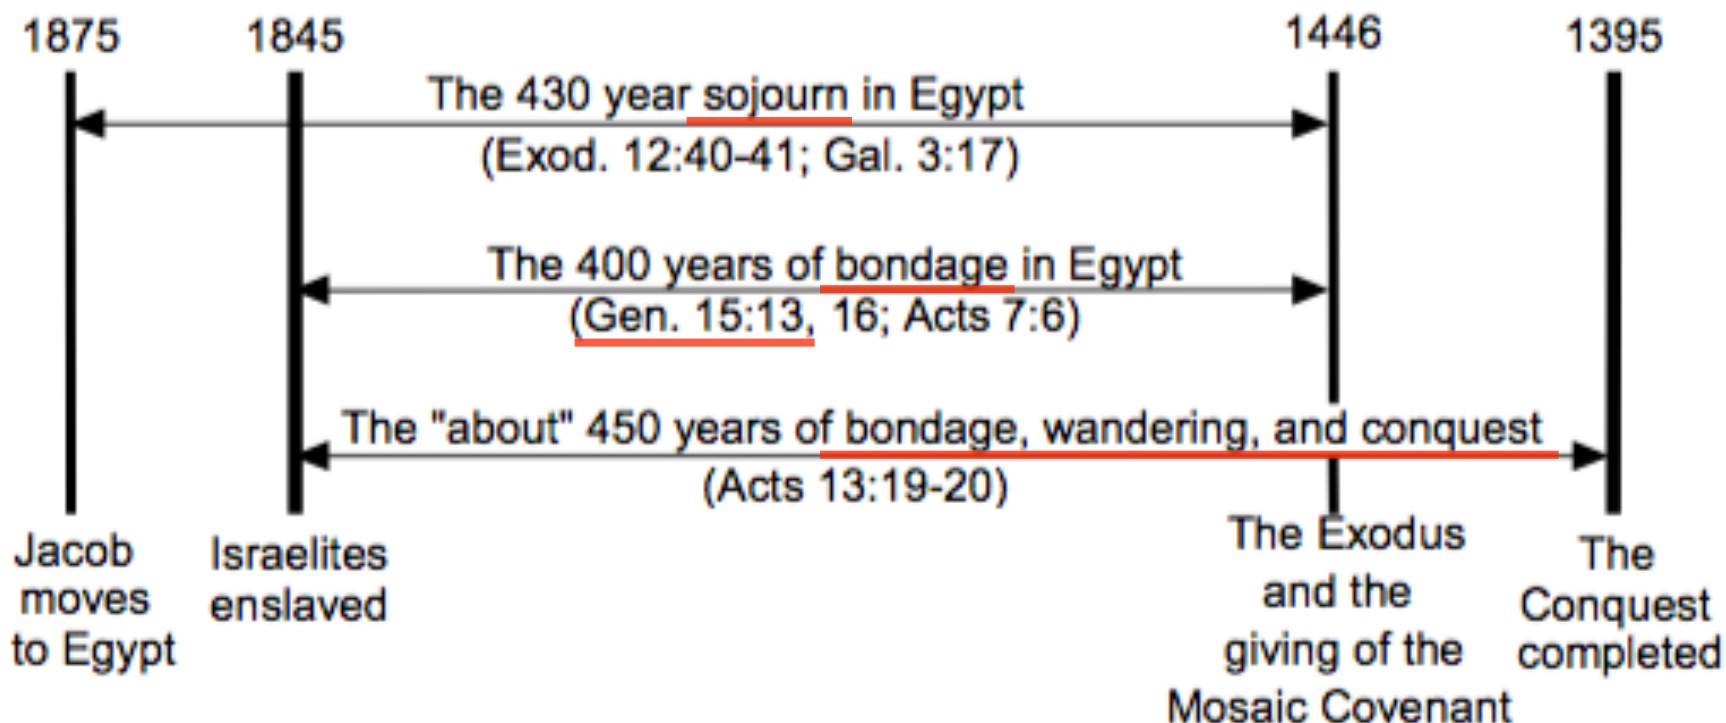 1875
1845
1446
1395
The 430 year sojourn in Egypt
(Exod. 12:40-41; Gal. 3:17)
The 400 years of bondage in Egypt
(Gen. 15:13, 16; Acts 7:6)
The "about" 450 years of bondage, wandering, and conquest
(Acts 13:19-20)
Jacob
moves
to Egypt
Israelites
enslaved
The Exodus
and the
giving of the
Mosaic Covenant
The
Conquest
completed